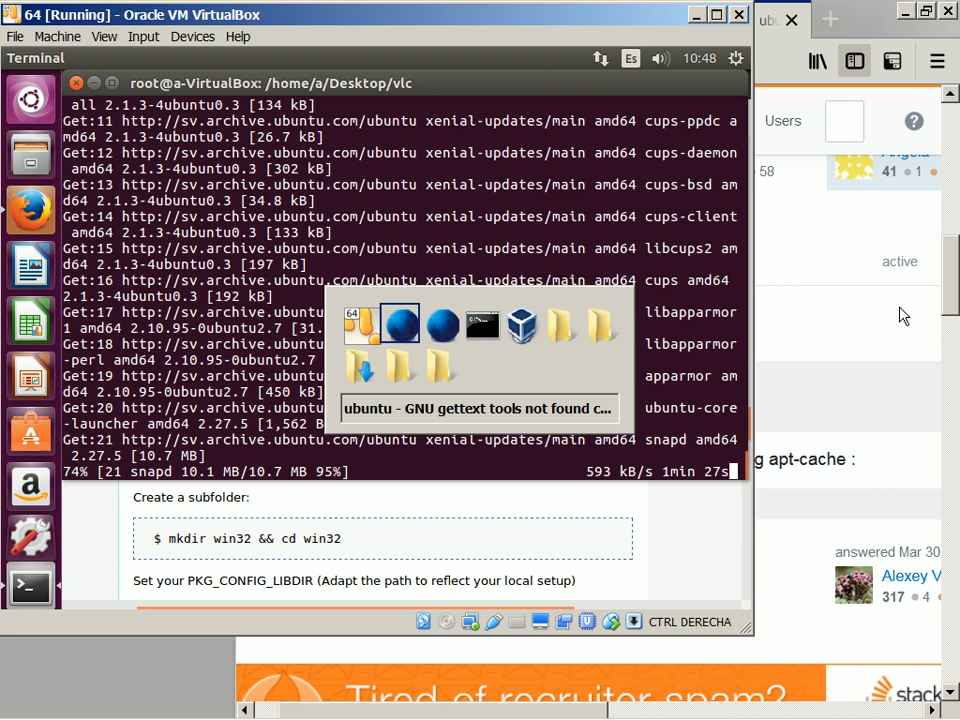 64 [Running] - Oracle VM VirtualBox
File Machine View Input Devices Help
Terminal
Es
10:48
root@a-VirtualBox: /home/a/Desktop/vlc
all 2.1.3-4ubuntu0.3 [134 kB]
Get:11 http://sv.archive.ubuntu.com/ubuntu xenial-updates/main amd64 cups-ppdc a
md64 2.1.3-4ubuntu0.3 [26.7 kB]
Get:12 http://sv.archive.ubuntu.com/ubuntu xenial-updates/main amd64 cups-daemon
amd64 2.1.3-4ubuntu0.3 [302 kB]
Get:13 http://sv.archive.ubuntu.com/ubuntu xenial-updates/main amd64 cups-bsd am
d64 2.1.3-4ubuntu0.3 [34.8 kB]
Get:14 http://sv.archive.ubuntu.com/ubuntu xenial-updates/main amd64 cups-client
amd64 2.1.3-4ubuntu0.3 [133 kB]
Get:15 http://sv.archive.ubuntu.com/ubuntu xenial-updates/main amd64 libcups2 am
d64 2.1.3-4ubuntu0.3 [197 kB]
Get:16 http://sv.archive.ubuntu.com/ubuntu xenial-updates/main amd64 cups amd64
2.1.3-4ubuntu0.3 [192 kB]
Get:17 http://sv.archive.ubuntu libapparmor
1 amd64 2.10.95-0ubuntu2.7 [31.
Get:18 http://sv.archive.ubuntu libapparmor
-perl amd64 2.10.95-0ubuntu2.7
Get:19 http://sv.archive.ubuntu apparmor am
d64 2.10.95-0ubuntu2.7 [450 kB]
Get:20 http://sv.archive.ubuntu ubuntu-core
-launcher amd64 2.27.5 [1,562 B
Get:21 http://sv.archive.ubuntu.com/ubuntu xenial-updates/main amd64 snapd amd64
2.27.5 [10.7 MB]
74% [21 snapd 10.1 MB/10.7 MB 95%] 593 kB/s 1min 27s
64
ubuntu - GNU gettext tools not found c...
Create a subfolder:
$ mkdir win32 && cd win32
Set your PKG_CONFIG_LIBDIR (Adapt the path to reflect your local setup)
CTRL DERECHA
ubu
Users
58
41 1
active
g apt-cache :
answered Mar 30
Alexey V
317 4
Tired of recruiter spam?
stack